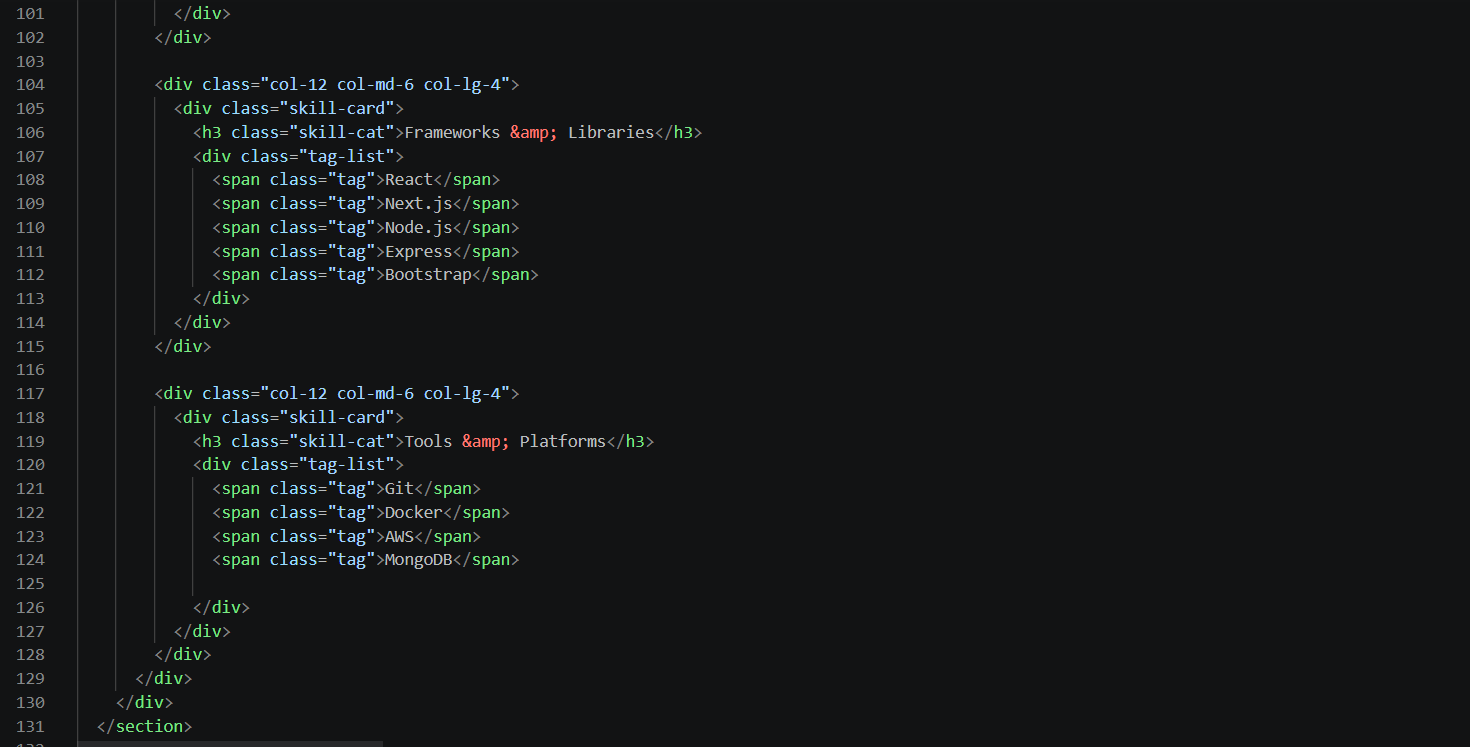 101 </div>
102 </div>
103
104 <div class="col-12 col-md-6 col-lg-4">
105 <div class="skill-card">
106 <h3 class="skill-cat">Frameworks &amp; Libraries</h3>
107 <div class="tag-list">
108 <span class="tag">React</span>
109 <span class="tag">Next.js</span>
110 <span class="tag">Node.js</span>
111 <span class="tag">Express</span>
112 <span class="tag">Bootstrap</span>
113 </div>
114 </div>
115 </div>
116
117 <div class="col-12 col-md-6 col-lg-4">
118 <div class="skill-card">
119 <h3 class="skill-cat">Tools &amp; Platforms</h3>
120 <div class="tag-list">
121 <span class="tag">Git</span>
122 <span class="tag">Docker</span>
123 <span class="tag">AWS</span>
124 <span class="tag">MongoDB</span>
125
126 </div>
127 </div>
128 </div>
129 </div>
130 </div>
131 </section>